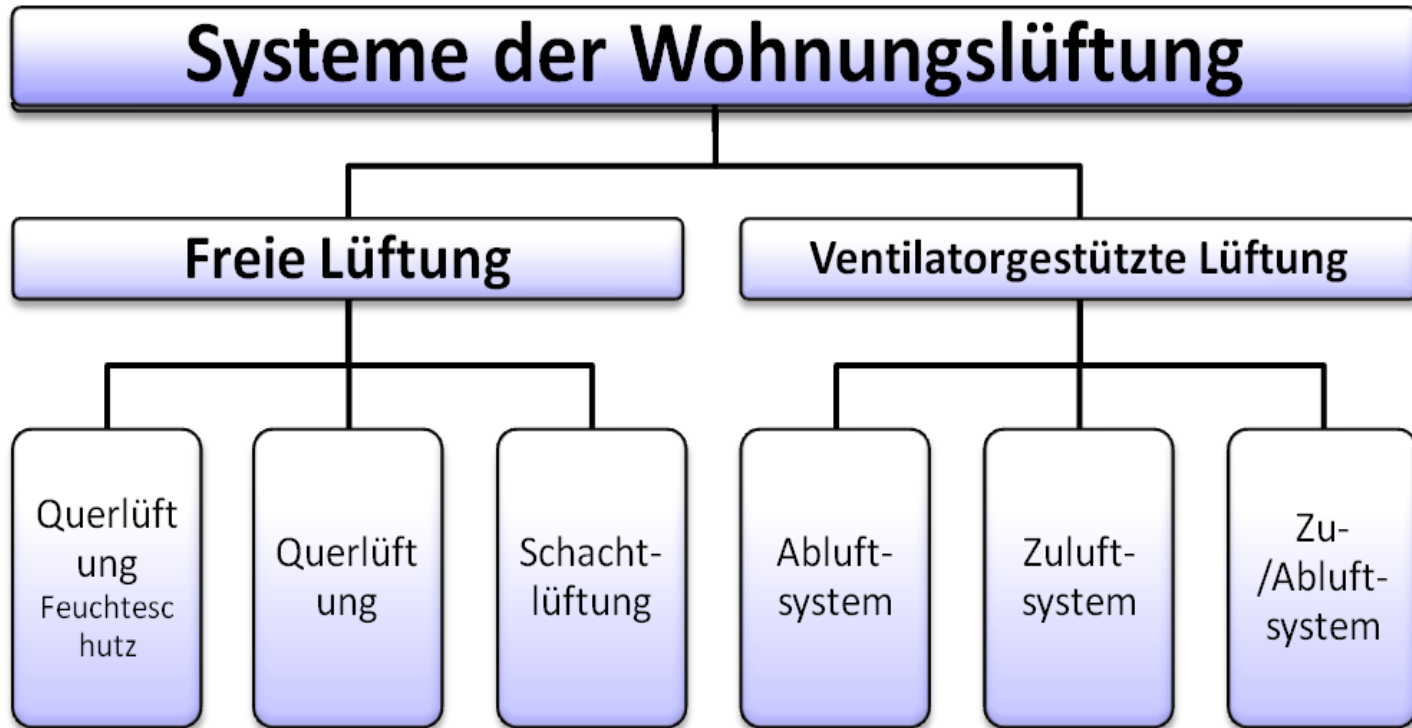 Systeme der Wohnungslüftung
Freie Lüftung
Ventilatorgestützte Lüftung
Querlüft
ung
Feuchtesc
hutz
Querlüft
ung
Schacht-
lüftung
Abluft-
system
Zuluft-
system
Zu-
/Abluft-
system